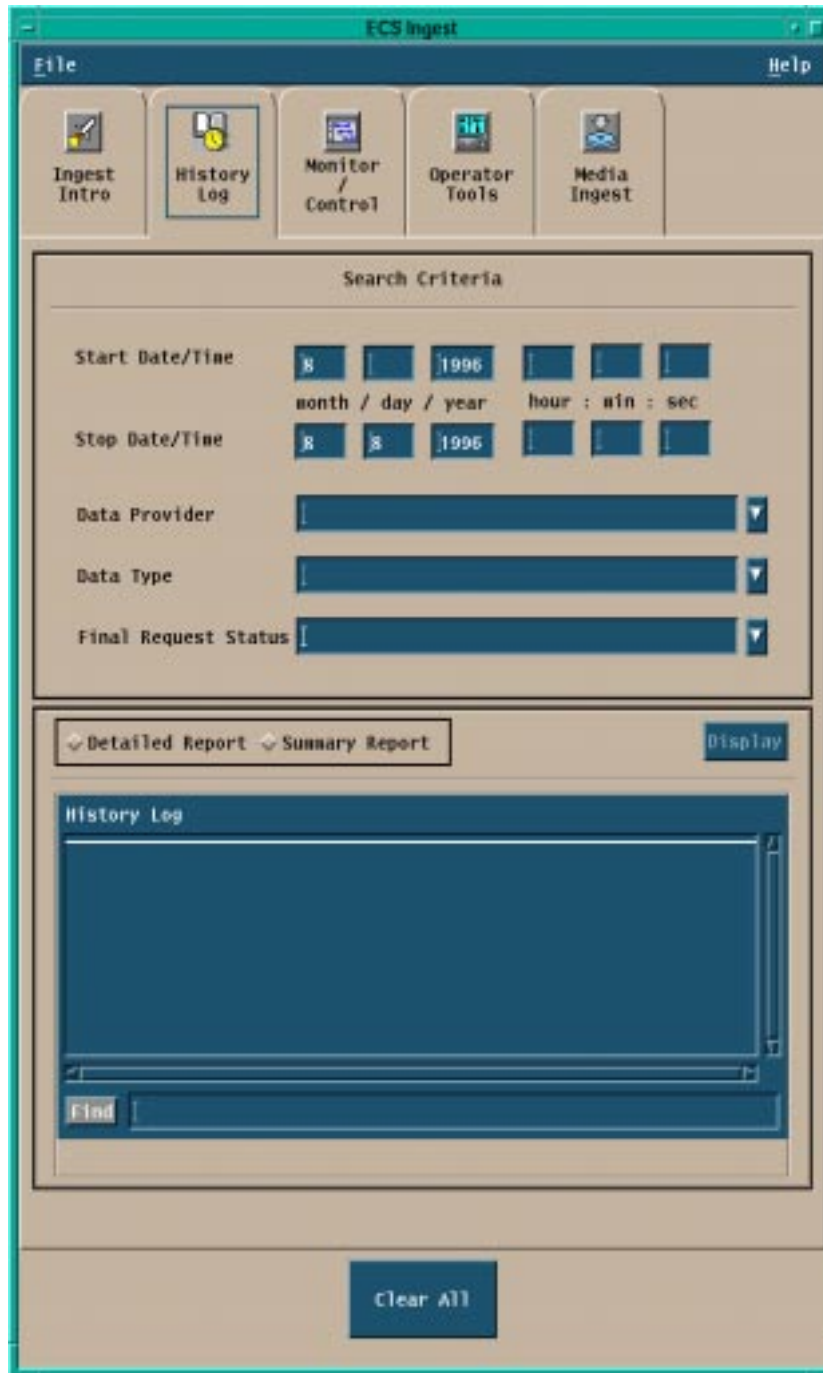 ECS Ingest
File Help
Ingest Intro
History Log
Monitor / Control
Operator Tools
Media Ingest
Search Criteria
Start Date/Time 8 1996
month / day / year hour : min : sec
Stop Date/Time 8 8 1996
Data Provider
Data Type
Final Request Status
Detailed Report Summary Report Display
History Log
Find
Clear All